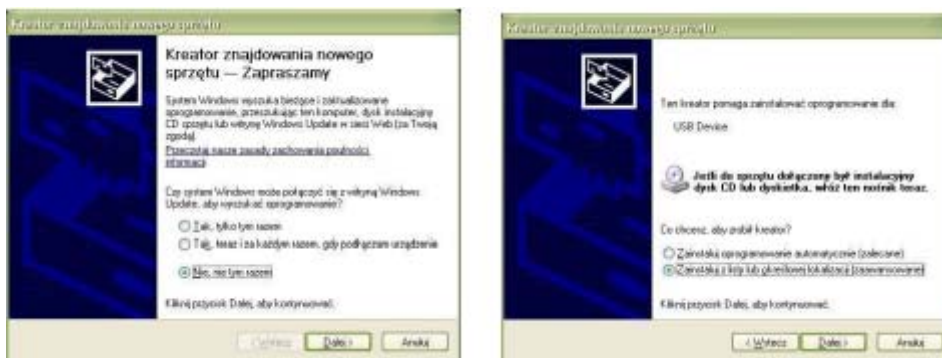 Kreator znajdowania nowego sprzętu
Kreator znajdowania nowego
sprzętu — Zapraszamy
System Windows wyszuka bieżące i zaktualizowane
oprogramowanie, przeszukując ten komputer, dysk instalacyjny
CD sprzętu lub witrynę Windows Update w sieci Web (za Twoją
zgodą).
Przeczytaj nasze zasady zachowania poufności
informacji
Czy system Windows może połączyć się z witryną Windows
Update, aby wyszukać oprogramowanie?
Tak, tylko tym razem
Tak, teraz i za każdym razem, gdy podłączam urządzenie
Nie, nie tym razem
Kliknij przycisk Dalej, aby kontynuować.
< Wstecz
Dalej >
Anuluj
Kreator znajdowania nowego sprzętu
Ten kreator pomaga zainstalować oprogramowanie dla:
USB Device
Jeśli do sprzętu dołączony był instalacyjny
dysk CD lub dyskietka, włóż ten nośnik teraz.
Co chcesz, aby zrobił kreator?
Zainstaluj oprogramowanie automatycznie (zalecane)
Zainstaluj z listy lub określonej lokalizacji (zaawansowane)
Kliknij przycisk Dalej, aby kontynuować.
< Wstecz
Dalej >
Anuluj